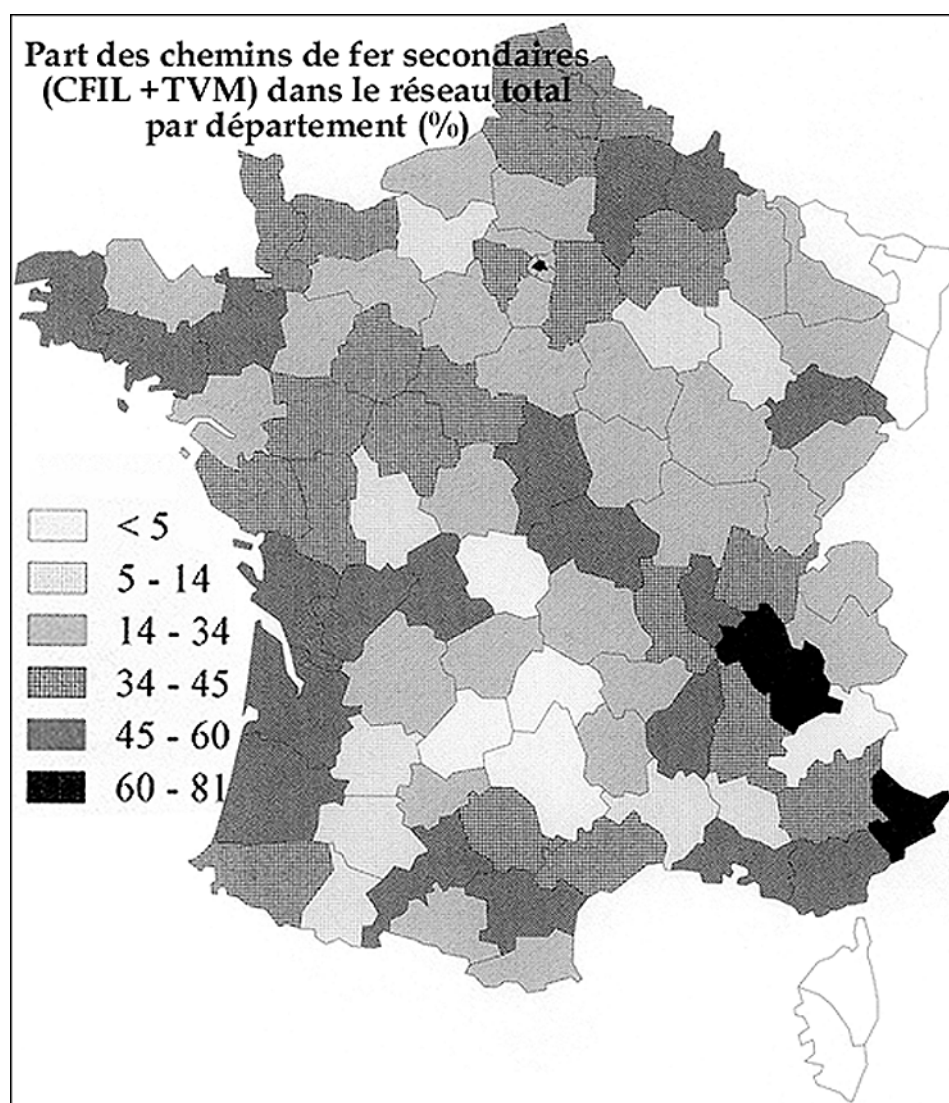 Part des chemins de fer secondaires
(CFIL +TVM) dans le réseau total
par département (%)
< 5
5 - 14
14 - 34
34 - 45
45 - 60
60 - 81